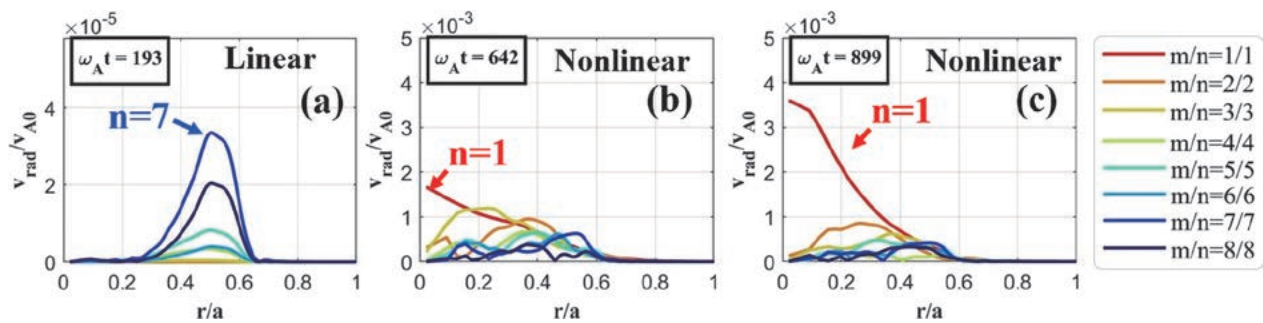 ×10⁻⁵
ω_A t = 193
Linear
(a)
n=7
v_rad/v_A0
4
2
0
0 0.2 0.4 0.6 0.8 1
r/a
×10⁻³
ω_A t = 642
Nonlinear
(b)
n=1
v_rad/v_A0
5
4
3
2
1
0
0 0.2 0.4 0.6 0.8 1
r/a
×10⁻³
ω_A t = 899
Nonlinear
(c)
n=1
v_rad/v_A0
5
4
3
2
1
0
0 0.2 0.4 0.6 0.8 1
r/a
m/n=1/1
m/n=2/2
m/n=3/3
m/n=4/4
m/n=5/5
m/n=6/6
m/n=7/7
m/n=8/8